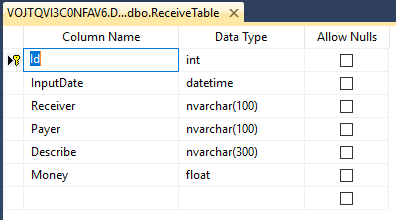 VOJTQVI3C0NFAV6.D...dbo.ReceiveTable
Column Name Data Type Allow Nulls
Id int
InputDate datetime
Receiver nvarchar(100)
Payer nvarchar(100)
Describe nvarchar(300)
Money float